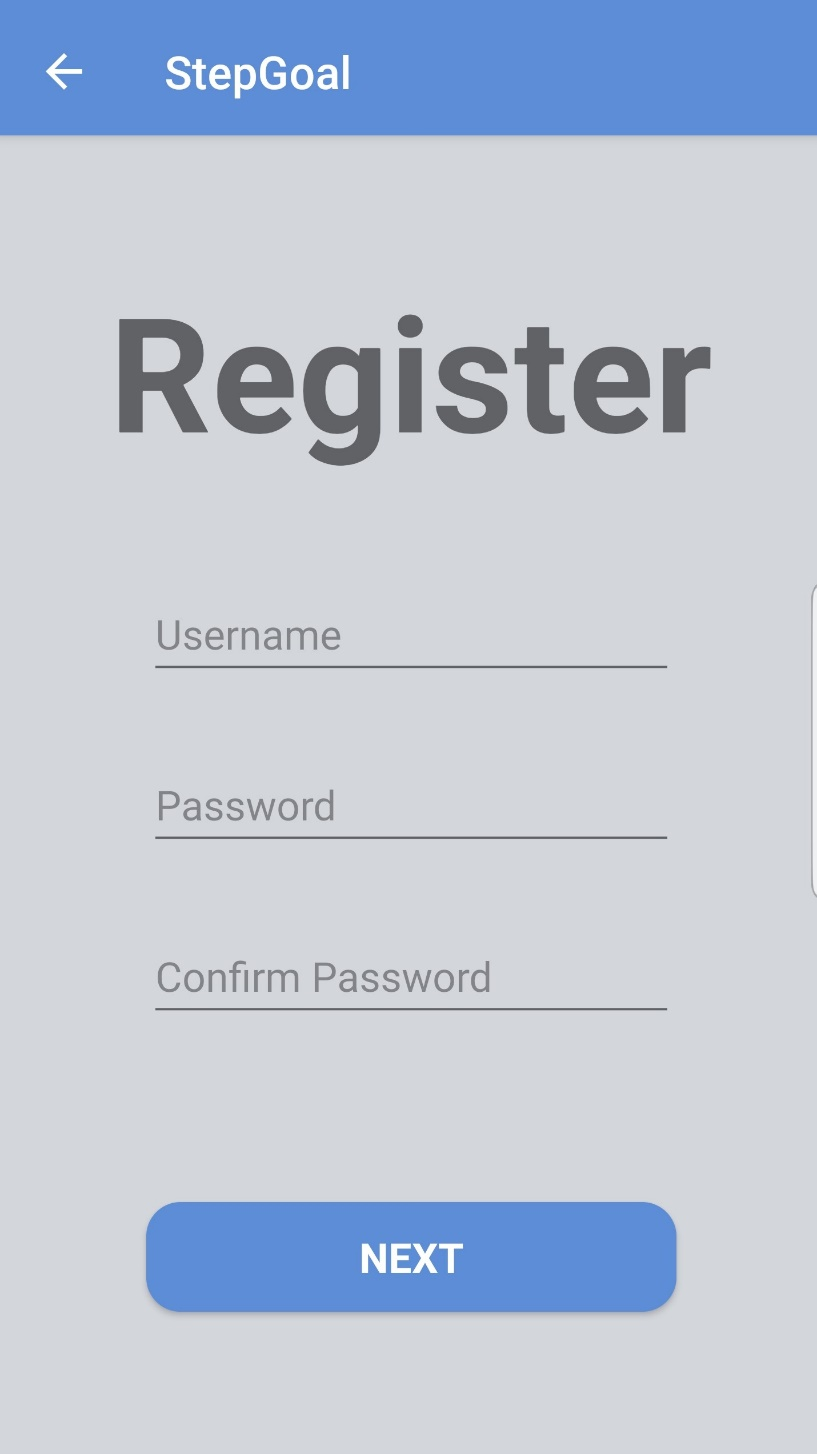 StepGoal
Register
Username
Password
Confirm Password
NEXT